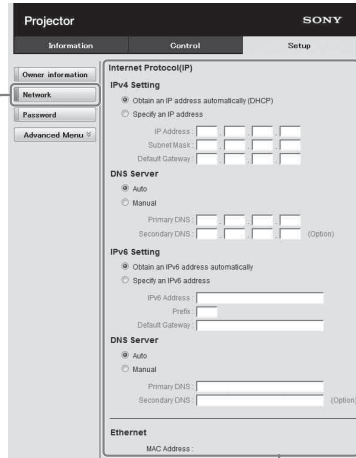 Projector SONY
Information Control Setup
Owner information
Network
Password
Advanced Menu
Internet Protocol(IP)
IPv4 Setting
Obtain an IP address automatically (DHCP)
Specify an IP address
IP Address :
Subnet Mask :
Default Gateway :
DNS Server
Auto
Manual
Primary DNS :
Secondary DNS : (Option)
IPv6 Setting
Obtain an IPv6 address automatically
Specify an IPv6 address
IPv6 Address :
Prefix :
Default Gateway :
DNS Server
Auto
Manual
Primary DNS :
Secondary DNS : (Option)
Ethernet
MAC Address :